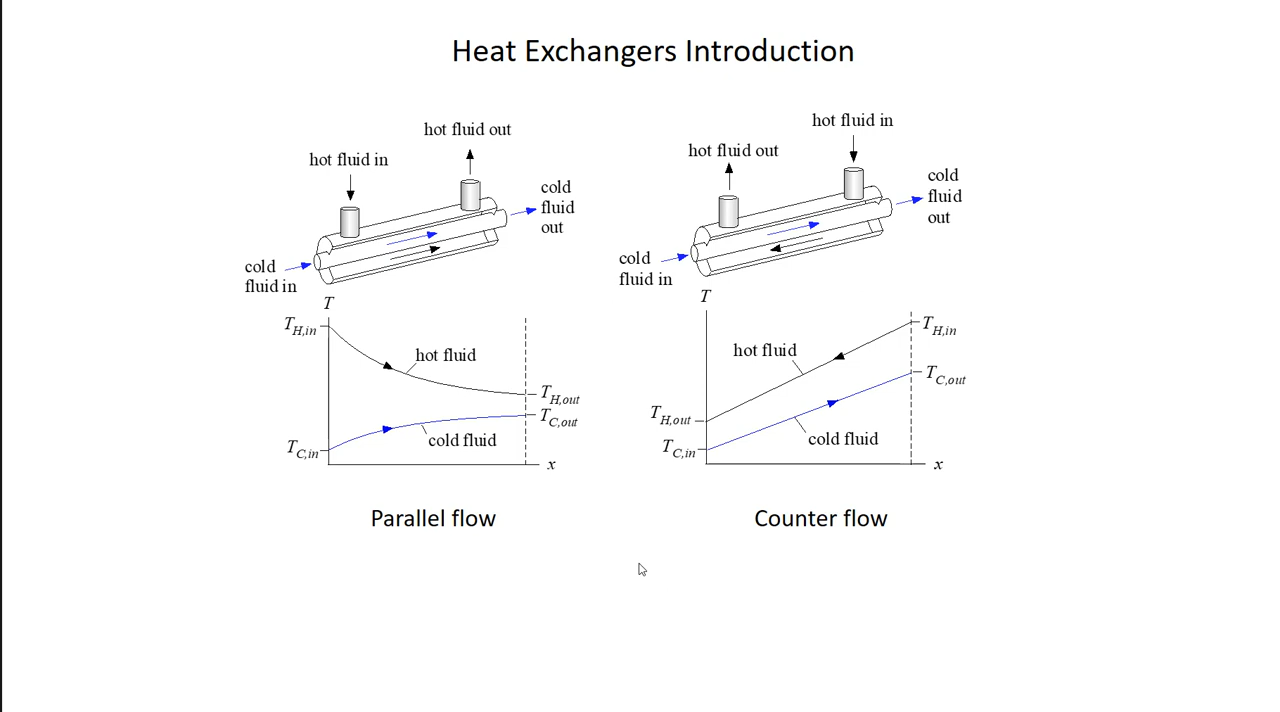 Heat Exchangers Introduction
hot fluid out
hot fluid in
cold
fluid
out
cold
fluid in
T
T_H,in
hot fluid
T_H,out
T_C,out
cold fluid
T_C,in
x
Parallel flow
hot fluid in
hot fluid out
cold
fluid
out
cold
fluid in
T
T_H,in
hot fluid
T_C,out
T_H,out
cold fluid
T_C,in
x
Counter flow